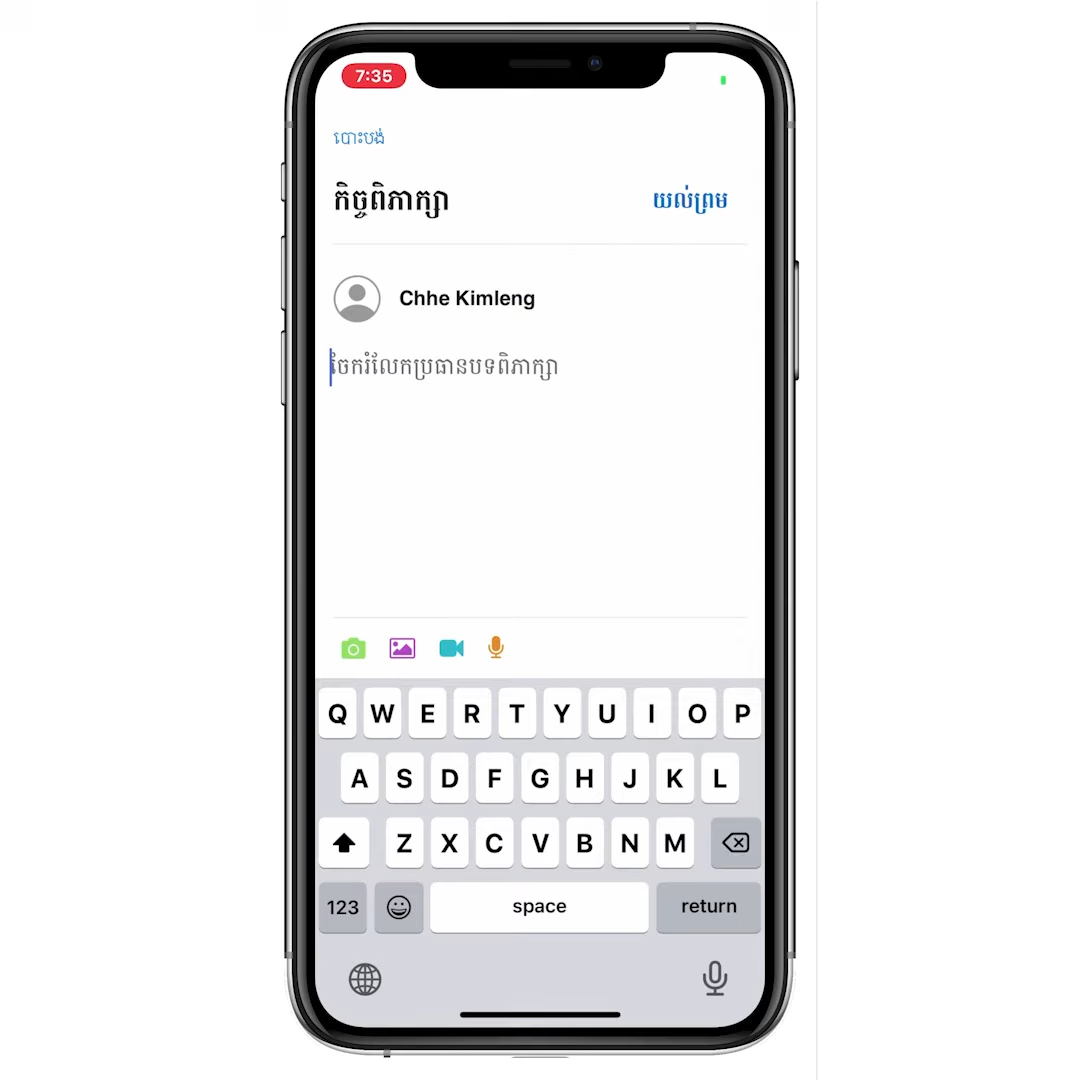 7:35
បោះបង់
កិច្ចពិភាក្សា
យល់ព្រម
Chhe Kimleng
ចែករំលែកប្រធានបទពិភាក្សា
Q W E R T Y U I O P
A S D F G H J K L
Z X C V B N M
123 space return